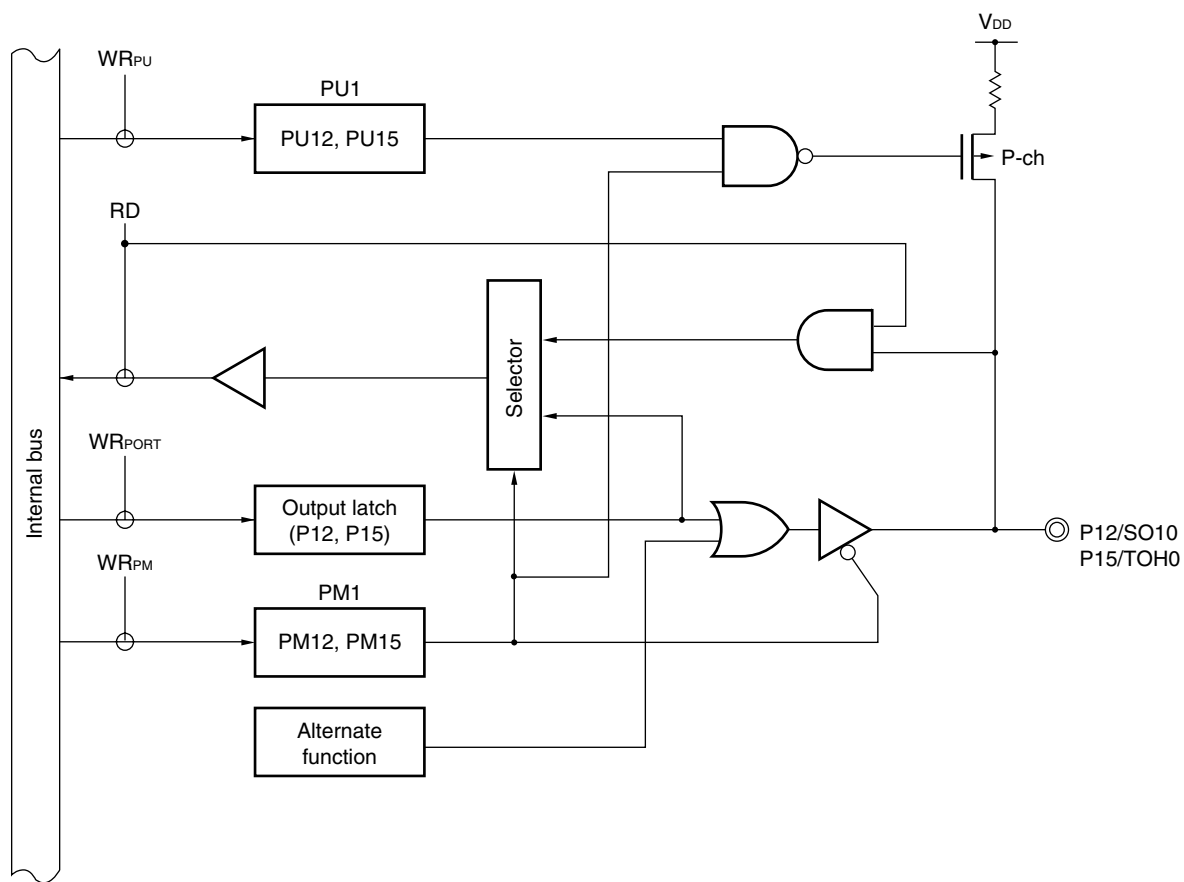 VDD
WRPU
PU1
PU12, PU15
P-ch
RD
Selector
Internal bus
WRPORT
Output latch
(P12, P15)
P12/SO10
P15/TOH0
WRPM
PM1
PM12, PM15
Alternate
function